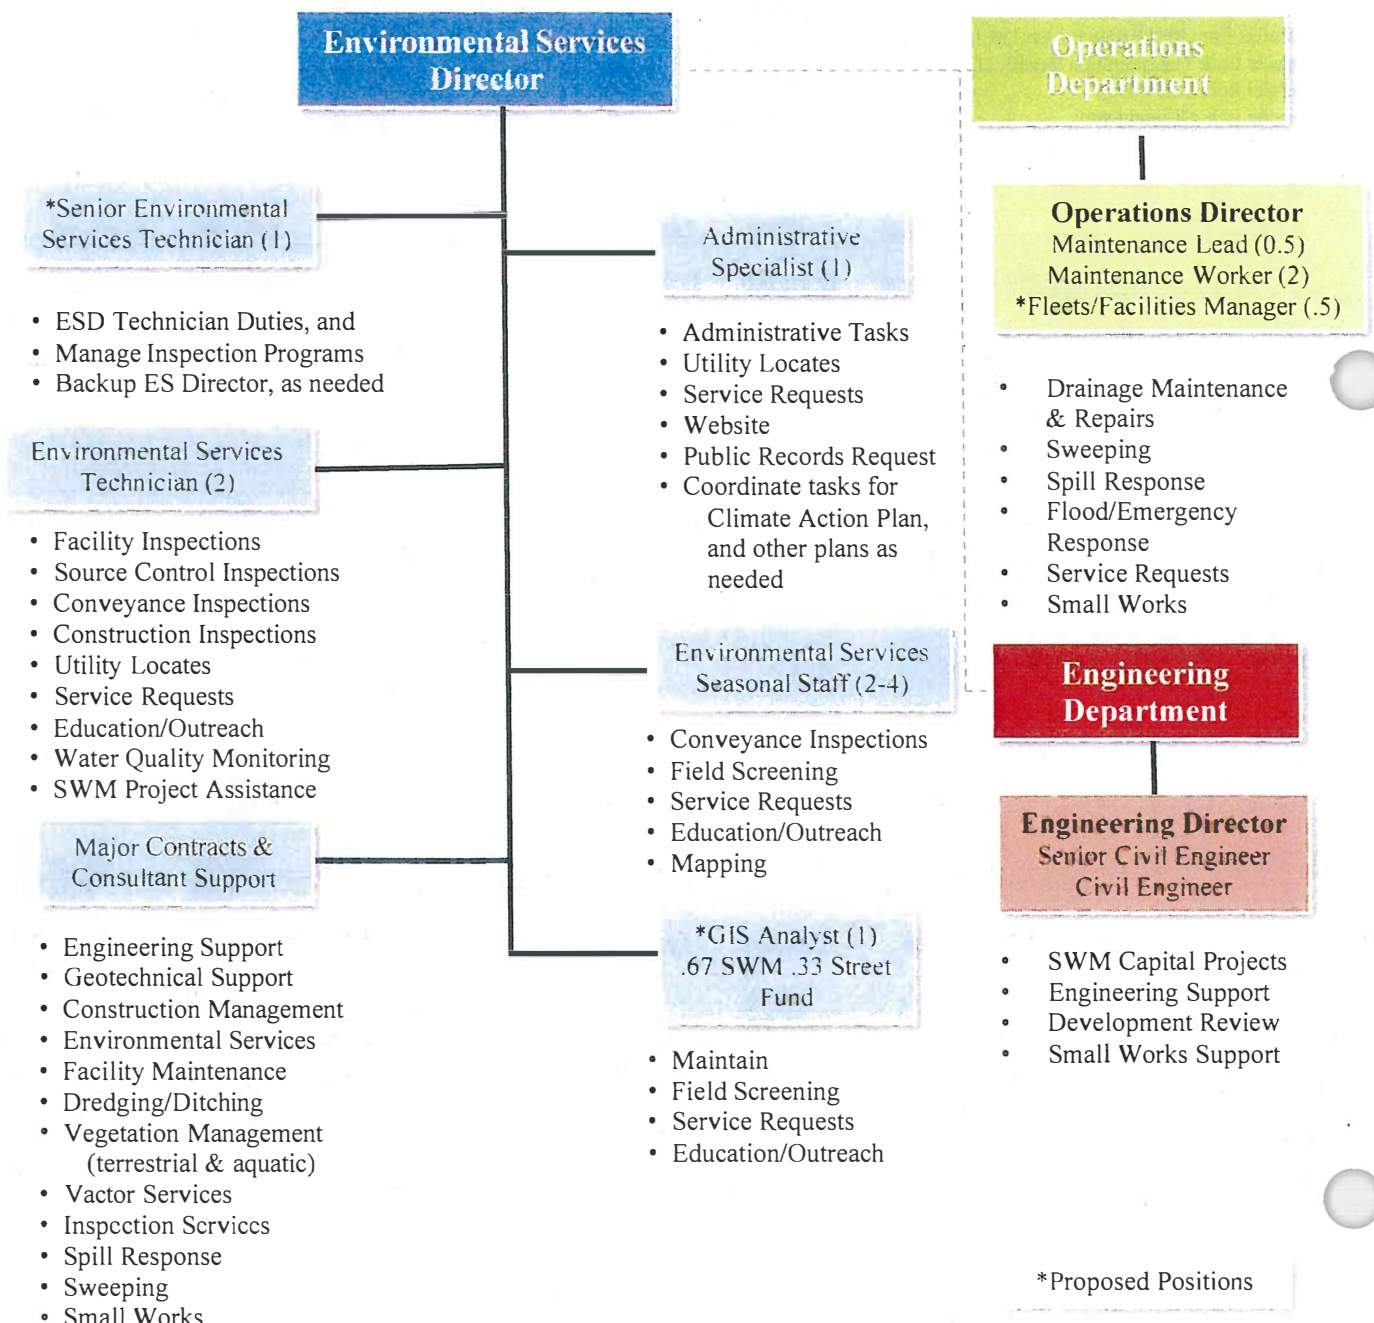 Environmental Services
Director
*Senior Environmental
Services Technician (1)
• ESD Technician Duties, and
• Manage Inspection Programs
• Backup ES Director, as needed
Environmental Services
Technician (2)
• Facility Inspections
• Source Control Inspections
• Conveyance Inspections
• Construction Inspections
• Utility Locates
• Service Requests
• Education/Outreach
• Water Quality Monitoring
• SWM Project Assistance
Major Contracts &
Consultant Support
• Engineering Support
• Geotechnical Support
• Construction Management
• Environmental Services
• Facility Maintenance
• Dredging/Ditching
• Vegetation Management
(terrestrial & aquatic)
• Vactor Services
• Inspection Services
• Spill Response
• Sweeping
• Small Works
Administrative
Specialist (1)
• Administrative Tasks
• Utility Locates
• Service Requests
• Website
• Public Records Request
• Coordinate tasks for
Climate Action Plan,
and other plans as
needed
Environmental Services
Seasonal Staff (2-4)
• Conveyance Inspections
• Field Screening
• Service Requests
• Education/Outreach
• Mapping
*GIS Analyst (1)
.67 SWM .33 Street
Fund
• Maintain
• Field Screening
• Service Requests
• Education/Outreach
Operations
Department
Operations Director
Maintenance Lead (0.5)
Maintenance Worker (2)
*Fleets/Facilities Manager (.5)
• Drainage Maintenance
& Repairs
• Sweeping
• Spill Response
• Flood/Emergency
Response
• Service Requests
• Small Works
Engineering
Department
Engineering Director
Senior Civil Engineer
Civil Engineer
• SWM Capital Projects
• Engineering Support
• Development Review
• Small Works Support
*Proposed Positions